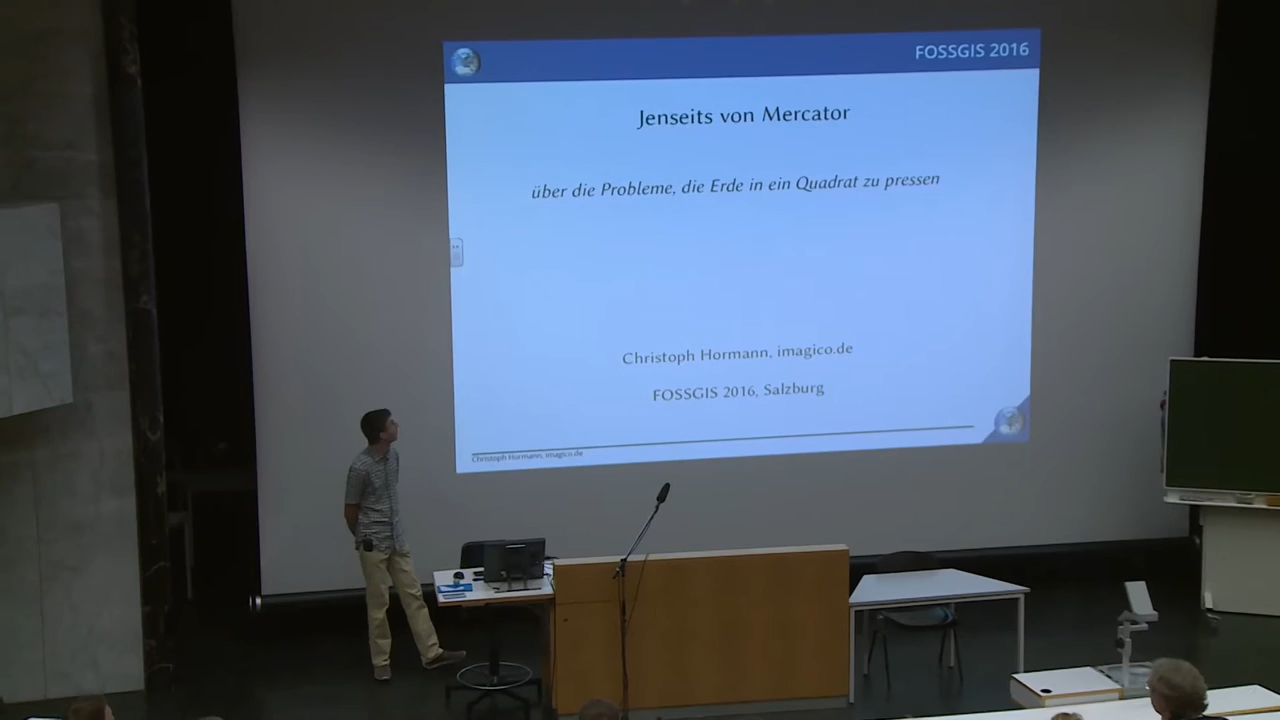 FOSSGIS 2016
Jenseits von Mercator
über die Probleme, die Erde in ein Quadrat zu pressen
Christoph Hormann, imagico.de
FOSSGIS 2016, Salzburg
Christoph Hormann, imagico.de